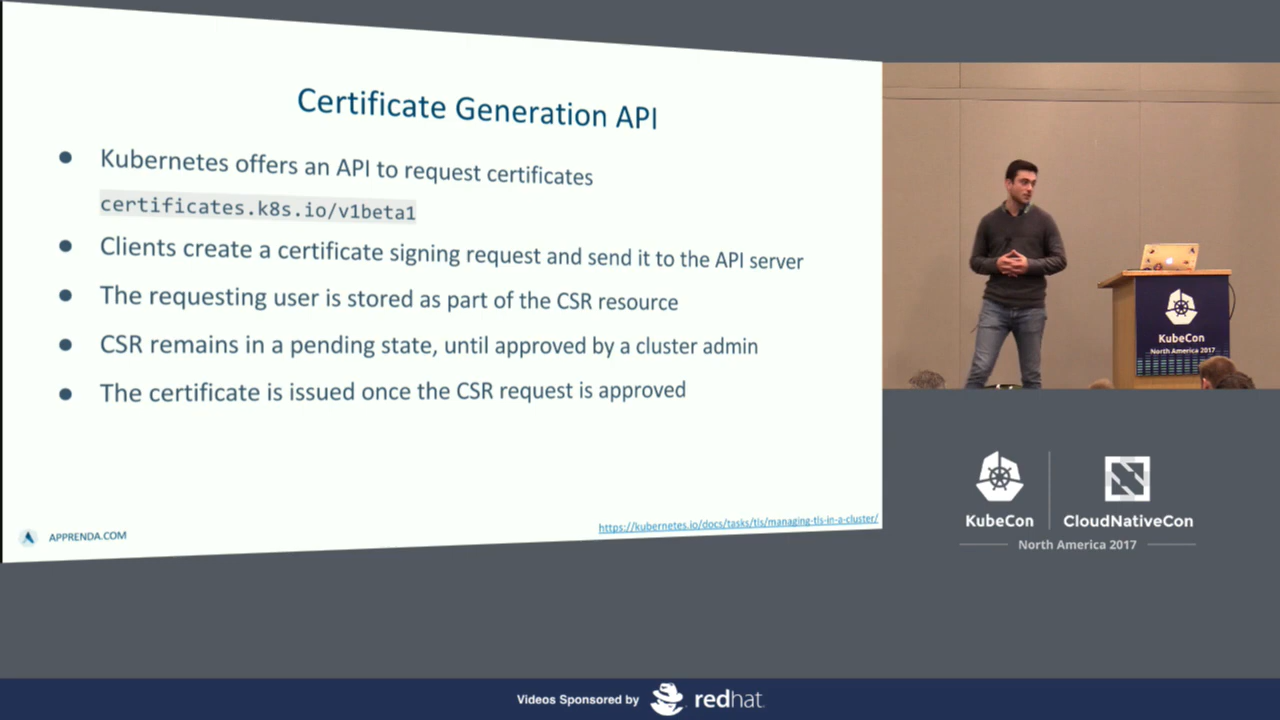 Certificate Generation API
● Kubernetes offers an API to request certificates
certificates.k8s.io/v1beta1
● Clients create a certificate signing request and send it to the API server
● The requesting user is stored as part of the CSR resource
● CSR remains in a pending state, until approved by a cluster admin
● The certificate is issued once the CSR request is approved
APPRENDA.COM
https://kubernetes.io/docs/tasks/tls/managing-tls-in-a-cluster/
KubeCon
North America 2017
KubeCon
CloudNativeCon
North America 2017
Videos Sponsored by
redhat.